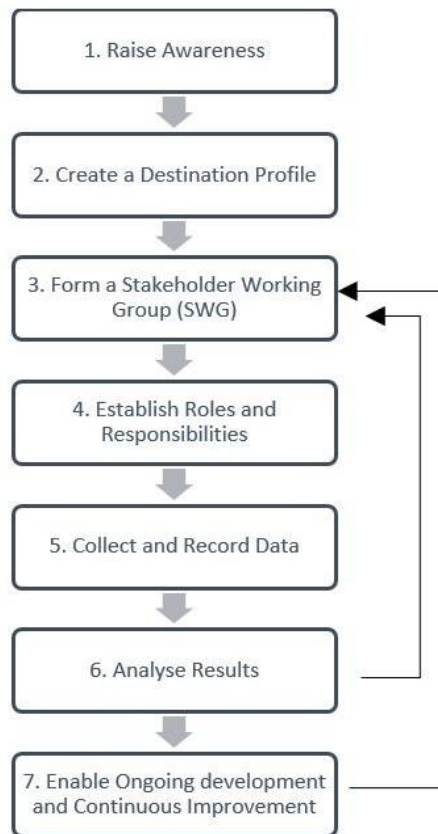 1. Raise Awareness
2. Create a Destination Profile
3. Form a Stakeholder Working
Group (SWG)
4. Establish Roles and
Responsibilities
5. Collect and Record Data
6. Analyse Results
7. Enable Ongoing development
and Continuous Improvement